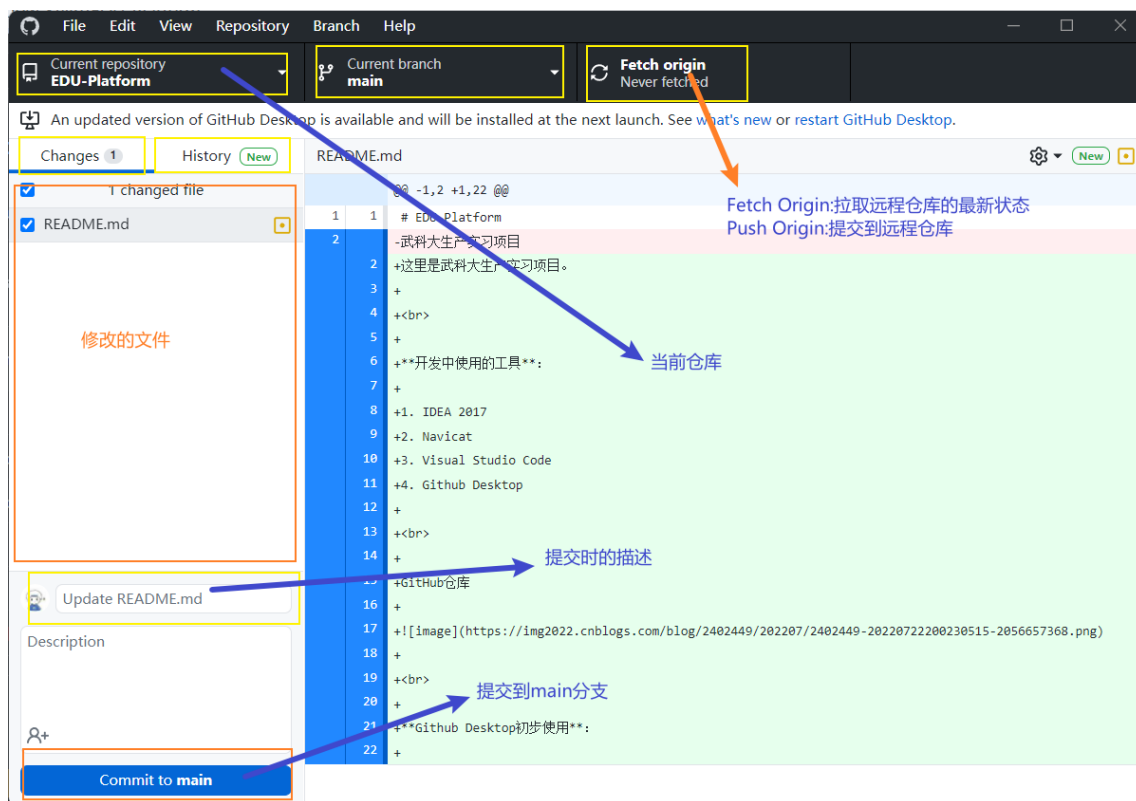 File Edit View Repository Branch Help
Current repository
EDU-Platform
Current branch
main
Fetch origin
Never fetched
An updated version of GitHub Desktop is available and will be installed at the next launch. See what's new or restart GitHub Desktop.
Changes 1
History New
README.md
New
1 changed file
README.md
修改的文件
@@ -1,2 +1,22 @@
1 1 # EDU-Platform
2 -武科大生产实习项目
2 +这里是武科大生产实习项目。
3 +
4 +<br>
5 +
6 +**开发中使用的工具**:
7 +
8 +1. IDEA 2017
9 +2. Navicat
10 +3. Visual Studio Code
11 +4. Github Desktop
12 +
13 +<br>
14 +
15 +GitHub仓库
16 +
17 +![image](https://img2022.cnblogs.com/blog/2402449/202207/2402449-20220722200230515-2056657368.png)
18 +
19 +<br>
20 +
21 +**Github Desktop初步使用**:
22 +
Fetch Origin:拉取远程仓库的最新状态
Push Origin:提交到远程仓库
当前仓库
提交时的描述
提交到main分支
Update README.md
Description
Commit to main